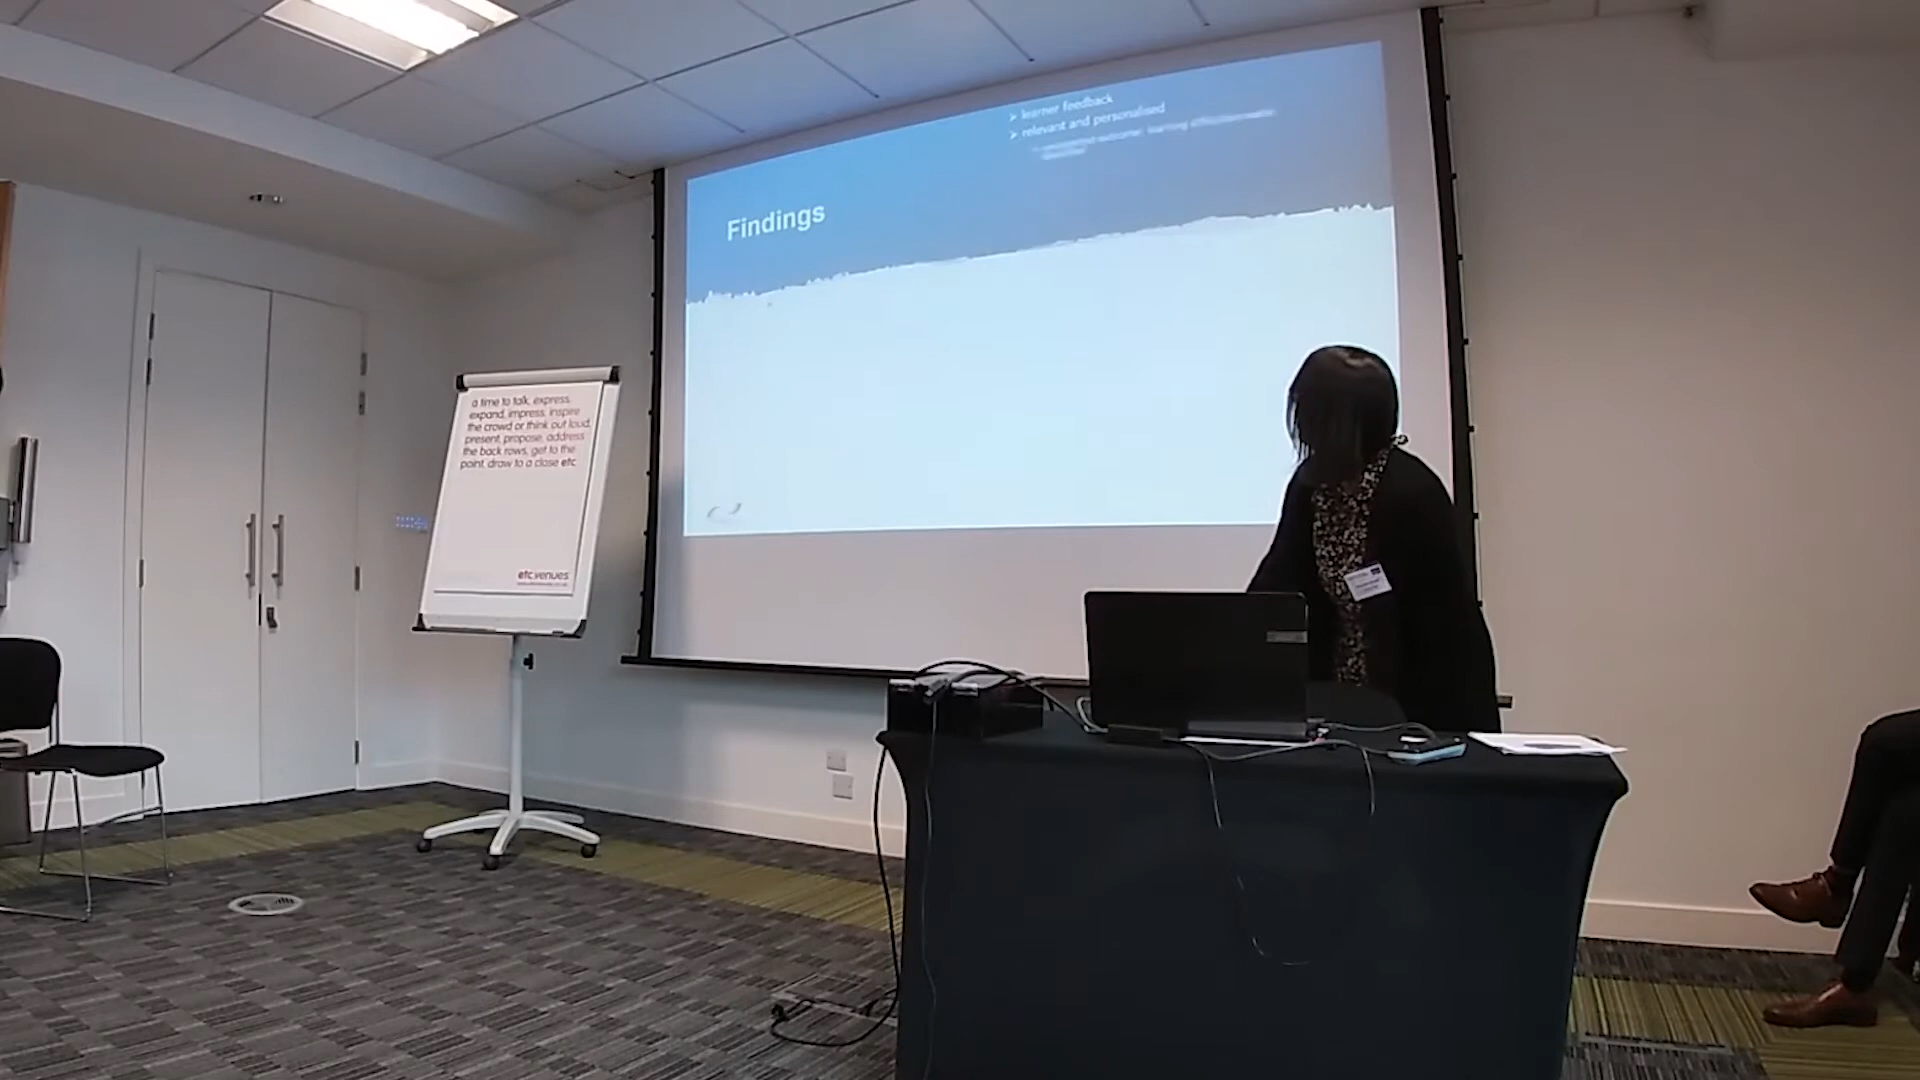 learner feedback
relevant and personalised
Findings
a time to talk, express,
expand, impress, inspire
the crowd or think out loud,
present, propose, address
the back rows, get to the
point, draw to a close etc
etc.venues